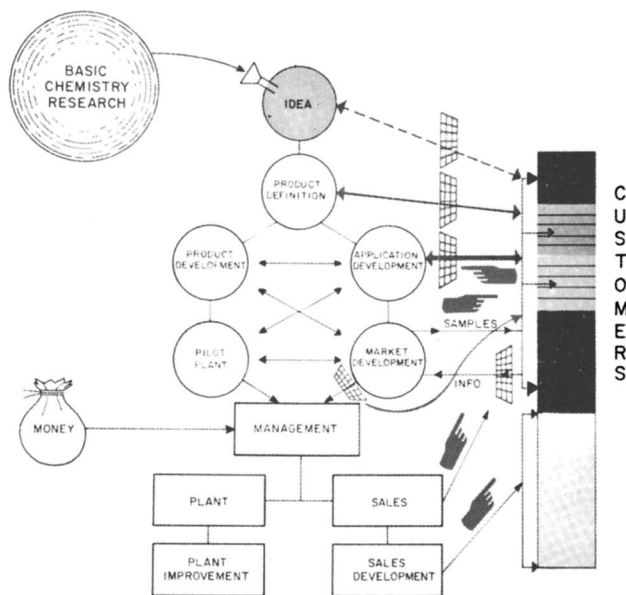 BASIC
CHEMISTRY
RESEARCH
IDEA
PRODUCT
DEFINITION
PRODUCT
DEVELOPMENT
APPLICATION
DEVELOPMENT
SAMPLES
PILOT
PLANT
MARKET
DEVELOPMENT
INFO
MONEY
MANAGEMENT
PLANT
SALES
PLANT
IMPROVEMENT
SALES
DEVELOPMENT
CUSTOMERS